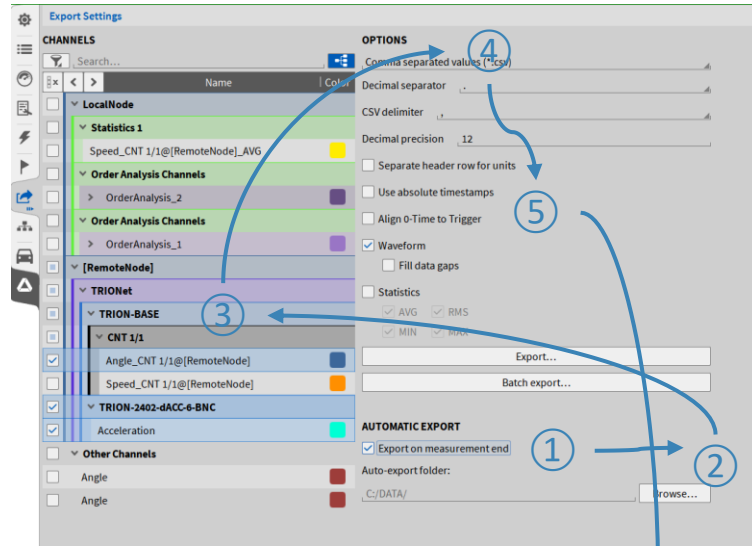 Export Settings
CHANNELS
Search...
Name
Color
LocalNode
Statistics 1
Speed_CNT 1/1@[RemoteNode]_AVG
Order Analysis Channels
OrderAnalysis_2
Order Analysis Channels
OrderAnalysis_1
[RemoteNode]
TRIONet
TRION-BASE
③
CNT 1/1
Angle_CNT 1/1@[RemoteNode]
Speed_CNT 1/1@[RemoteNode]
TRION-2402-dACC-6-BNC
Acceleration
Other Channels
Angle
Angle
OPTIONS
④
Comma separated values (*.csv)
Decimal separator .
CSV delimiter ,
Decimal precision 12
Separate header row for units
Use absolute timestamps
⑤
Align 0-Time to Trigger
Waveform
Fill data gaps
Statistics
AVG RMS
MIN MAX
Export...
Batch export...
AUTOMATIC EXPORT
Export on measurement end
①
②
Auto-export folder:
C:/DATA/
Browse...